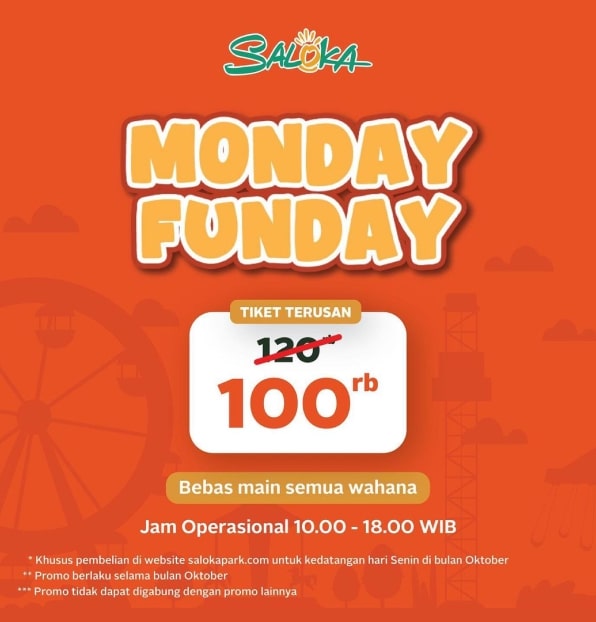 SALOKA
MONDAY
FUNDAY
TIKET TERUSAN
120
100rb
Bebas main semua wahana
Jam Operasional 10.00 - 18.00 WIB
* Khusus pembelian di website salokapark.com untuk kedatangan hari Senin di bulan Oktober
** Promo berlaku selama bulan Oktober
*** Promo tidak dapat digabung dengan promo lainnya